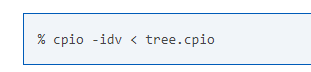 % cpio -idv < tree.cpio